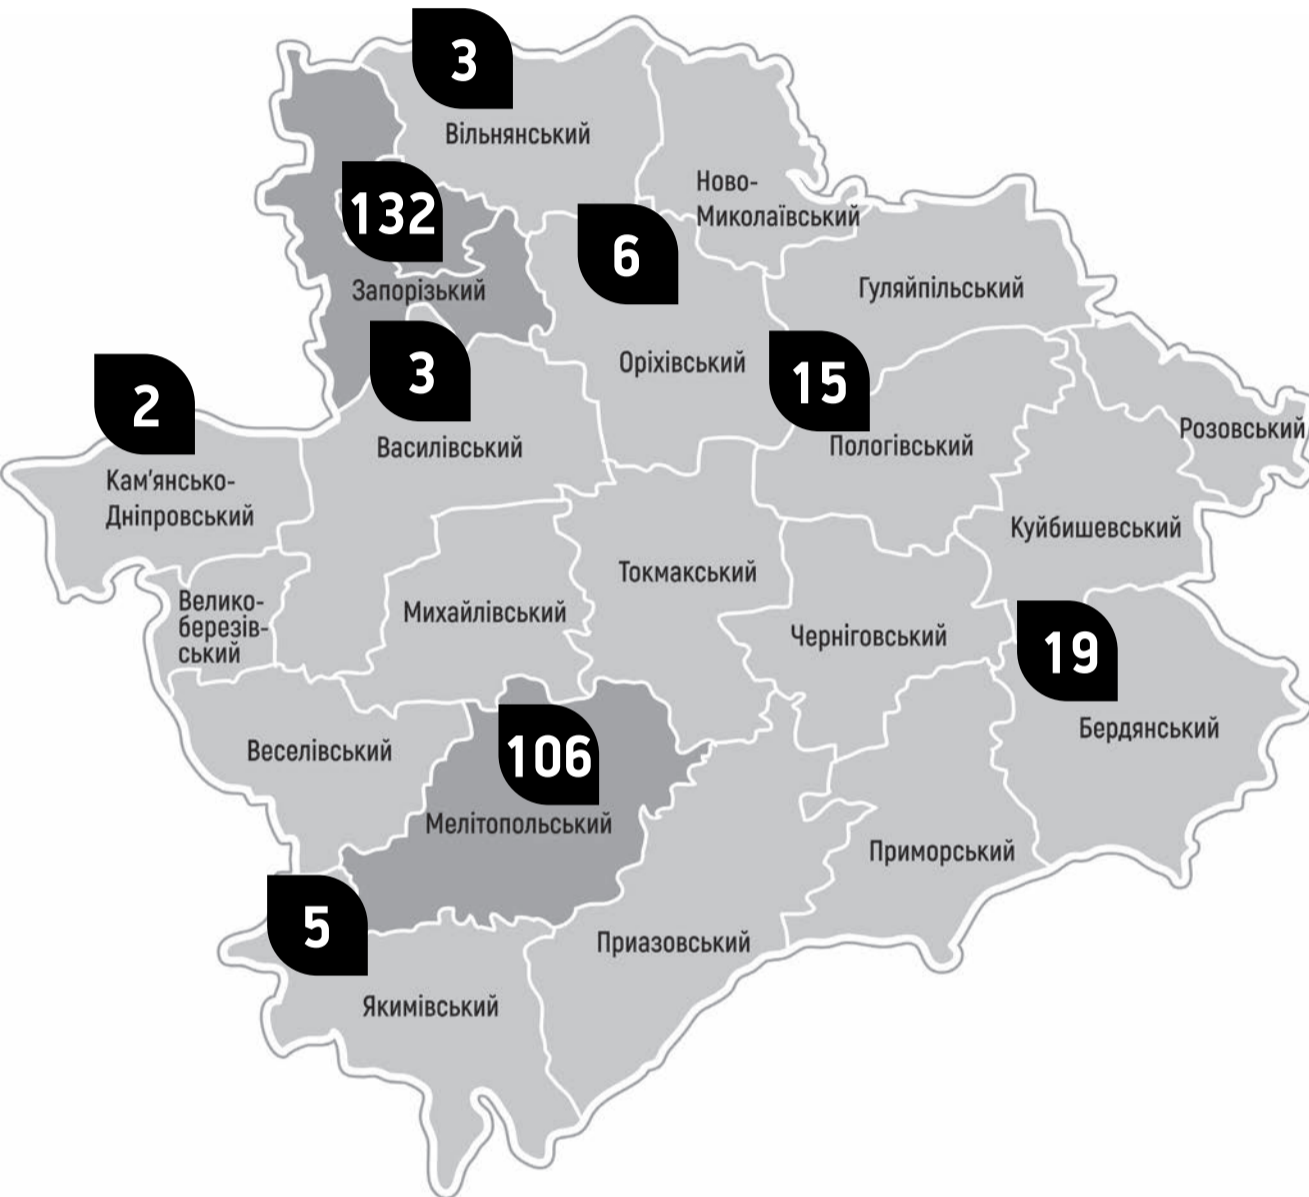 3
Вільнянський
Ново-
Миколаївський
132
6
Запорізький
Гуляйпільський
3
Оріхівський
15
2
Василівський
Пологівський
Розовський
Кам'янсько-
Дніпровський
Куйбишевський
Токмакський
Велико-
березів-
ський
Михайлівський
Черніговський
19
Бердянський
Веселівський
106
Мелітопольський
Приморський
5
Приазовський
Якимівський